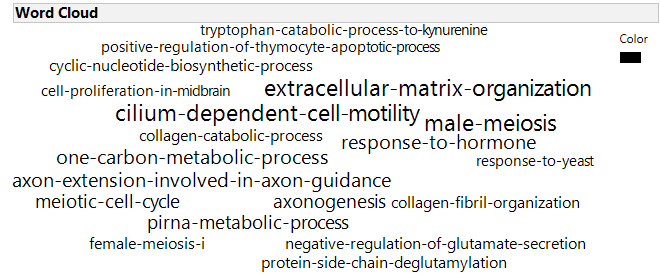 Word Cloud
tryptophan-catabolic-process-to-kynurenine
Color
positive-regulation-of-thymocyte-apoptotic-process
cyclic-nucleotide-biosynthetic-process
cell-proliferation-in-midbrain
extracellular-matrix-organization
cilium-dependent-cell-motility
male-meiosis
collagen-catabolic-process
response-to-hormone
one-carbon-metabolic-process
response-to-yeast
axon-extension-involved-in-axon-guidance
meiotic-cell-cycle
axonogenesis
collagen-fibril-organization
pirna-metabolic-process
female-meiosis-i
negative-regulation-of-glutamate-secretion
protein-side-chain-deglutamylation